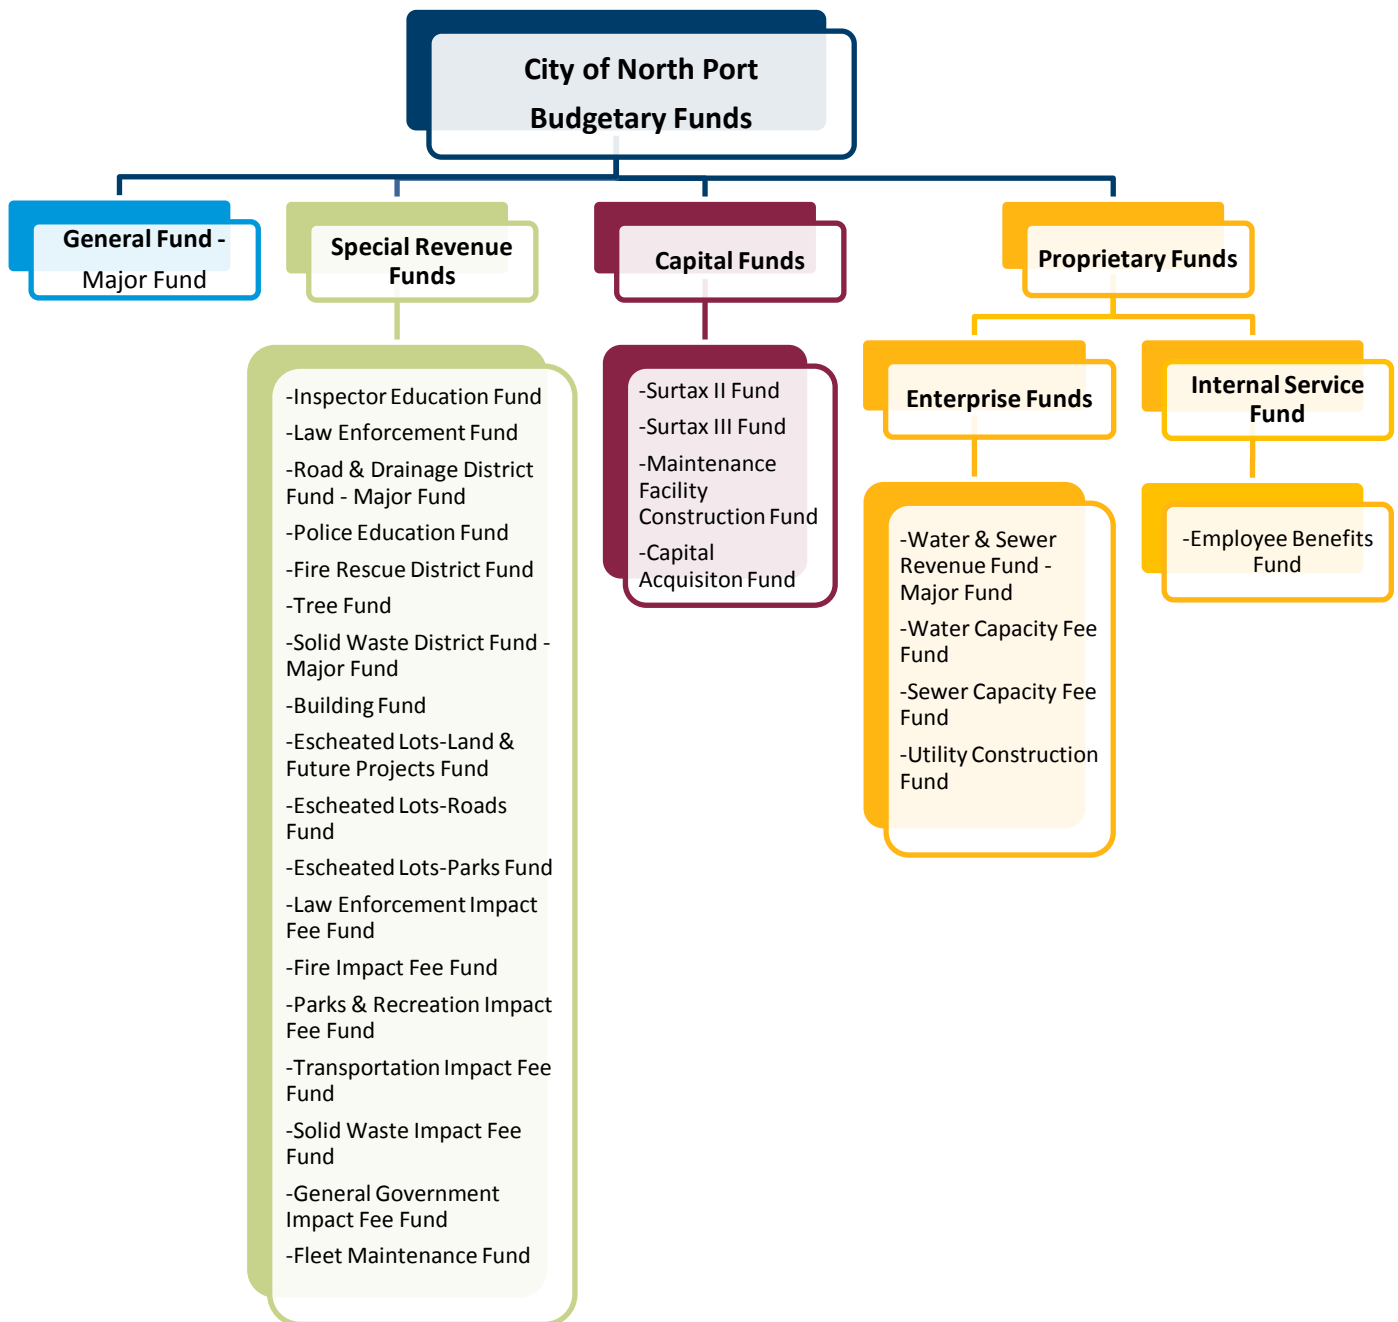 City of North Port
Budgetary Funds
General Fund -
Major Fund
Special Revenue
Funds
Capital Funds
Proprietary Funds
Enterprise Funds
Internal Service
Fund
-Inspector Education Fund
-Law Enforcement Fund
-Road & Drainage District
Fund - Major Fund
-Police Education Fund
-Fire Rescue District Fund
-Tree Fund
-Solid Waste District Fund -
Major Fund
-Building Fund
-Escheated Lots-Land &
Future Projects Fund
-Escheated Lots-Roads
Fund
-Escheated Lots-Parks Fund
-Law Enforcement Impact
Fee Fund
-Fire Impact Fee Fund
-Parks & Recreation Impact
Fee Fund
-Transportation Impact Fee
Fund
-Solid Waste Impact Fee
Fund
-General Government
Impact Fee Fund
-Fleet Maintenance Fund
-Surtax II Fund
-Surtax III Fund
-Maintenance
Facility
Construction Fund
-Capital
Acquisiton Fund
-Water & Sewer
Revenue Fund -
Major Fund
-Water Capacity Fee
Fund
-Sewer Capacity Fee
Fund
-Utility Construction
Fund
-Employee Benefits
Fund